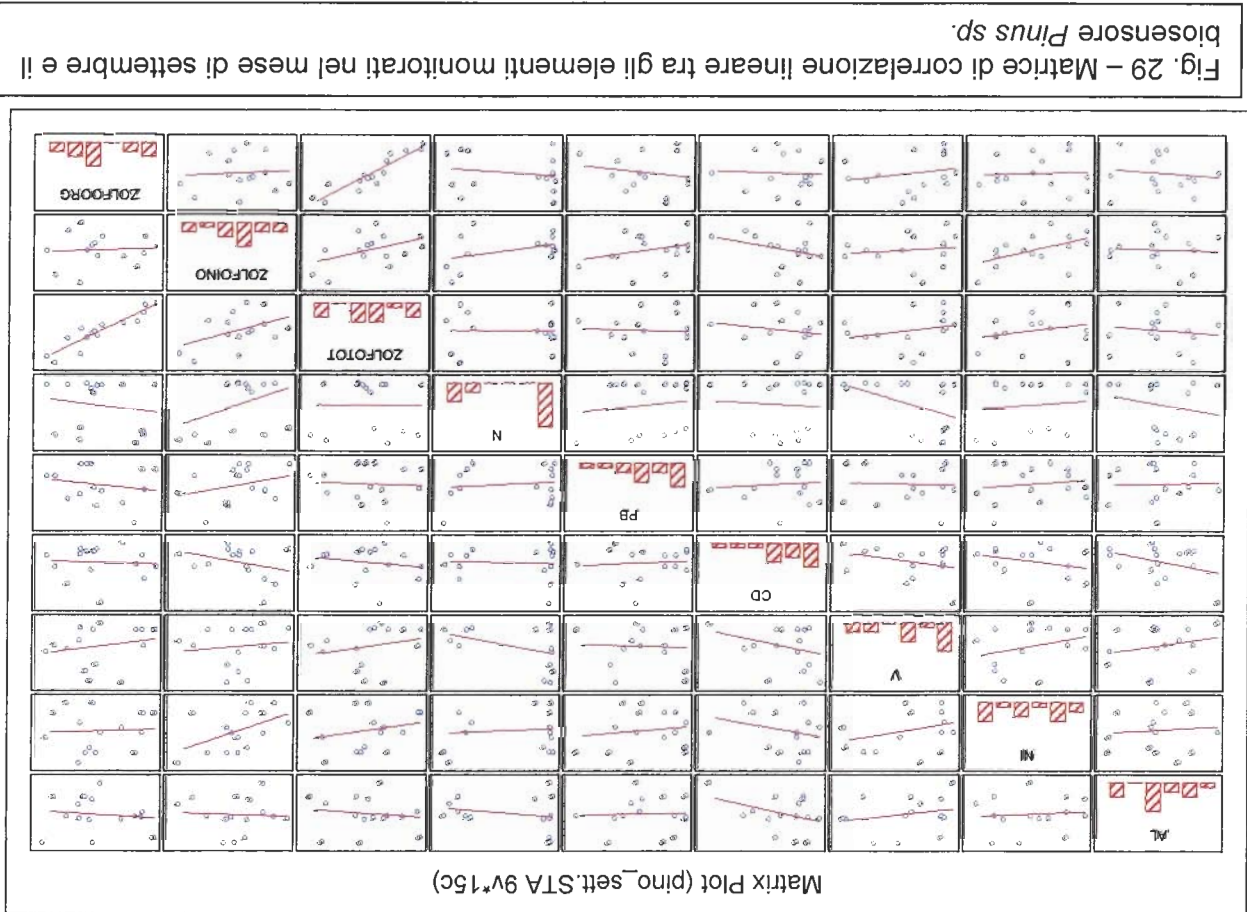 Matrix Plot (pino_sett.STA 9v*15c)
AL
NI
V
CD
PB
N
ZOLFOTOT
ZOLFOINO
ZOLFOORG
Fig. 29 – Matrice di correlazione lineare tra gli elementi monitorati nel mese di settembre e il
biosensore Pinus sp.